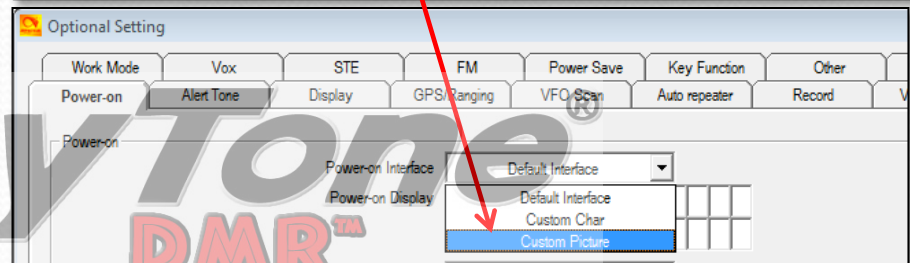 Optional Setting
Work Mode Vox STE FM Power Save Key Function Other
Power-on Alert Tone Display GPS/Ranging VFO Scan Auto repeater Record V
Power-on
Power-on Interface Default Interface
Power-on Display Default Interface
Custom Char
Custom Picture
yTone®
DMR™